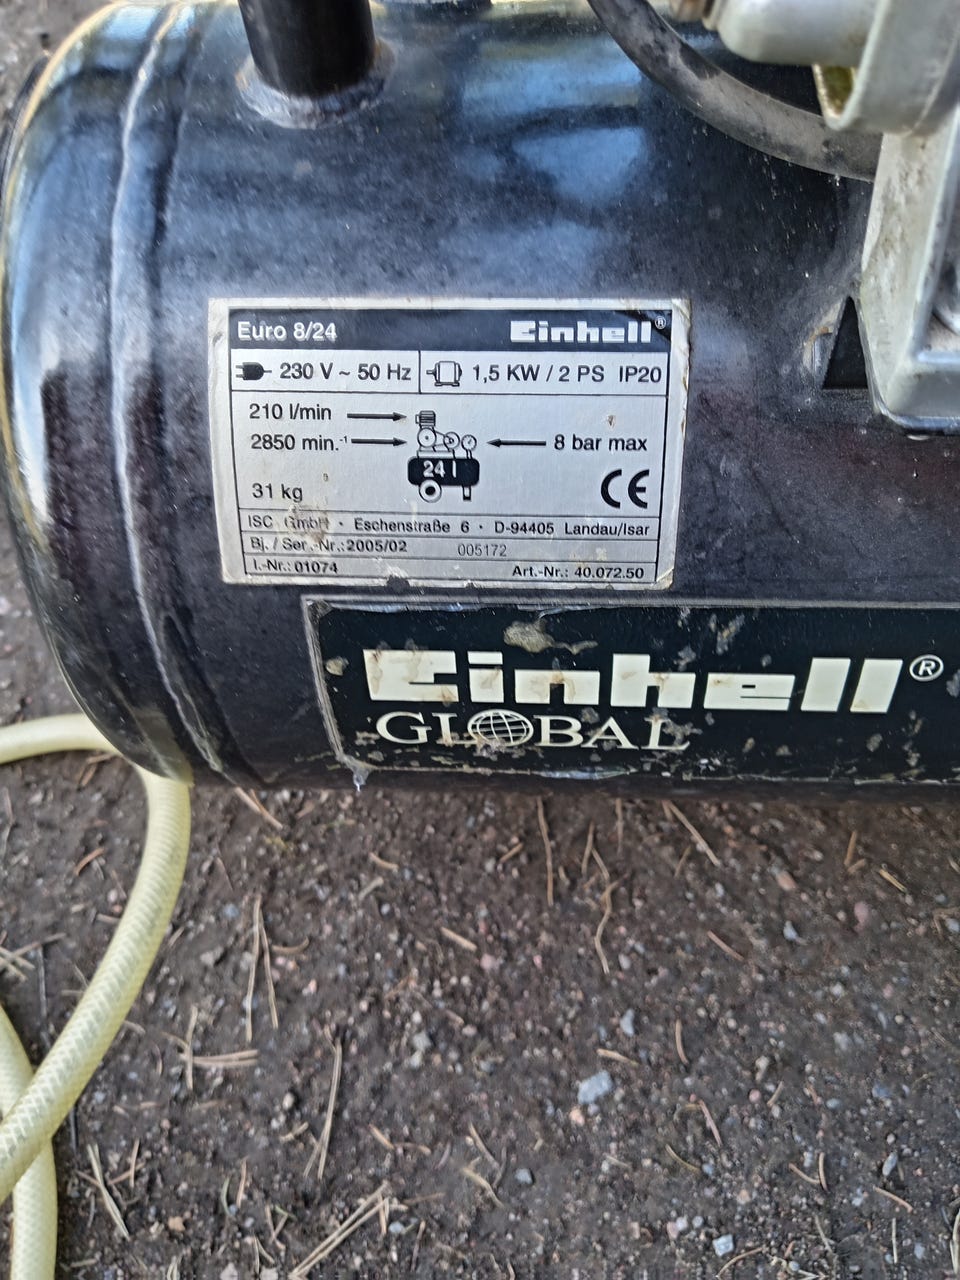 Euro 8/24 Einhell®
230 V ~ 50 Hz 1,5 KW / 2 PS IP20
210 l/min
2850 min.-1 8 bar max
24 l
31 kg CE
ISC GmbH · Eschenstraße 6 · D-94405 Landau/Isar
Bj. / Ser.-Nr.: 2005/02 005172
I.-Nr.: 01074 Art.-Nr.: 40.072.50
Einhell®
GLOBAL